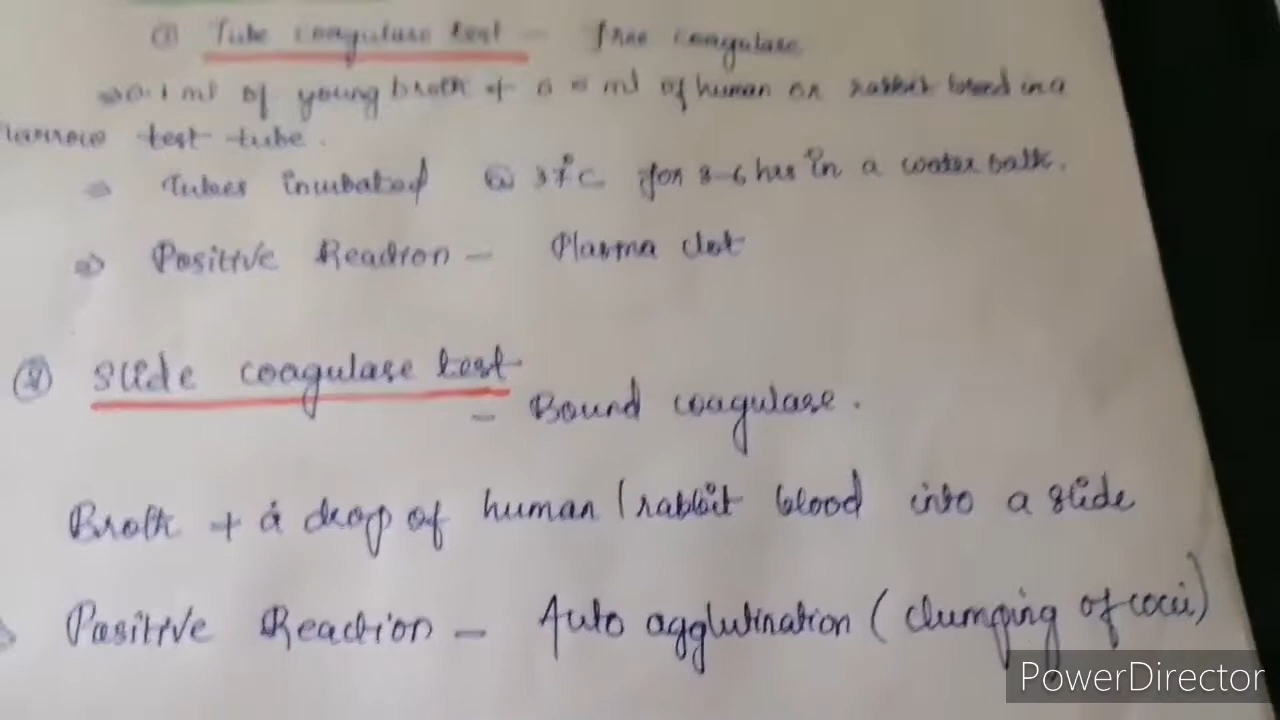 ① Tube coagulase test - free coagulase
⇒ 0.1 ml of young broth + 0.5 ml of human or rabbit blood in a
narrow test tube.
⇒ Tubes incubated @ 37°C for 3-6 hrs in a water bath.
⇒ Positive Reaction - Plasma clot
② Slide coagulase test
- Bound coagulase.
Broth + a drop of human / rabbit blood into a slide
Positive Reaction - Auto agglutination (clumping of cocci)
PowerDirector